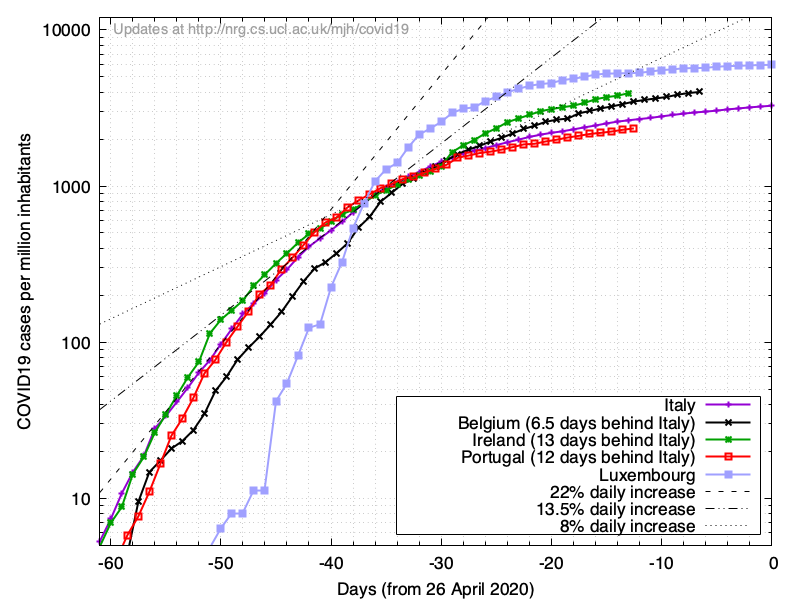 Updates at http://nrg.cs.ucl.ac.uk/mjh/covid19
COVID19 cases per million inhabitants
10000
1000
100
10
Italy
Belgium (6.5 days behind Italy)
Ireland (13 days behind Italy)
Portugal (12 days behind Italy)
Luxembourg
22% daily increase
13.5% daily increase
8% daily increase
-60 -50 -40 -30 -20 -10 0
Days (from 26 April 2020)